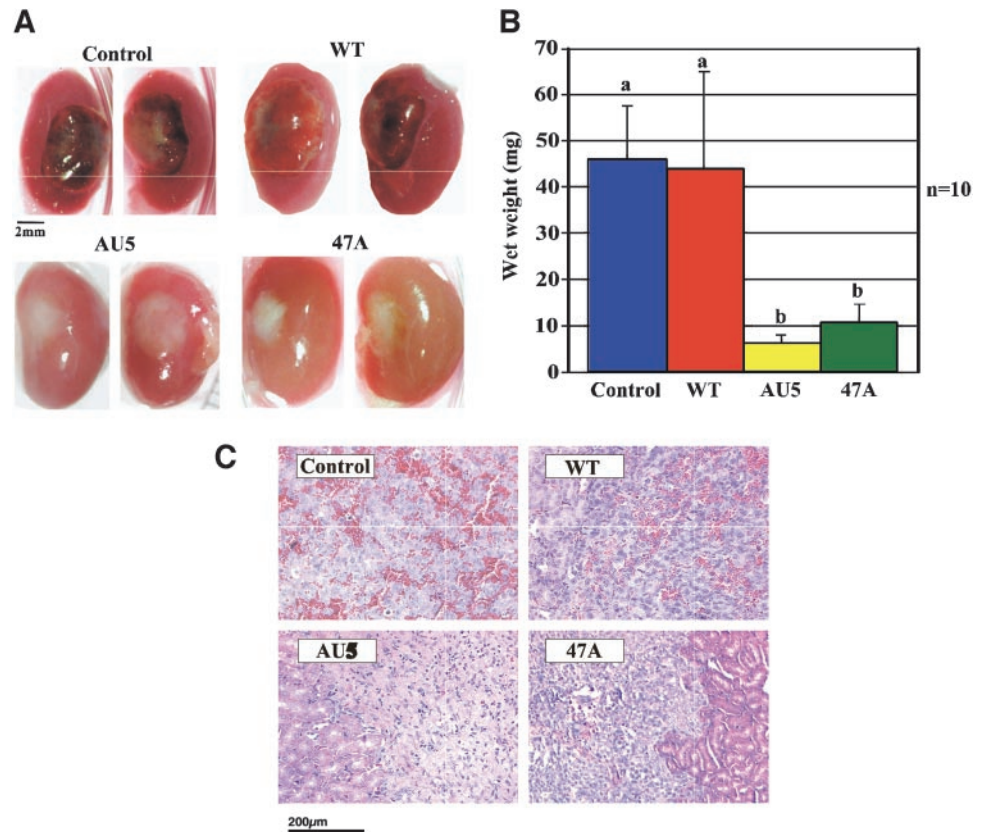 A
Control
WT
2mm
AU5
47A
B
70
60
50
40
30
20
10
0
Wet weight (mg)
a
a
b
b
n=10
Control WT AU5 47A
C
Control
WT
AU5
47A
200µm